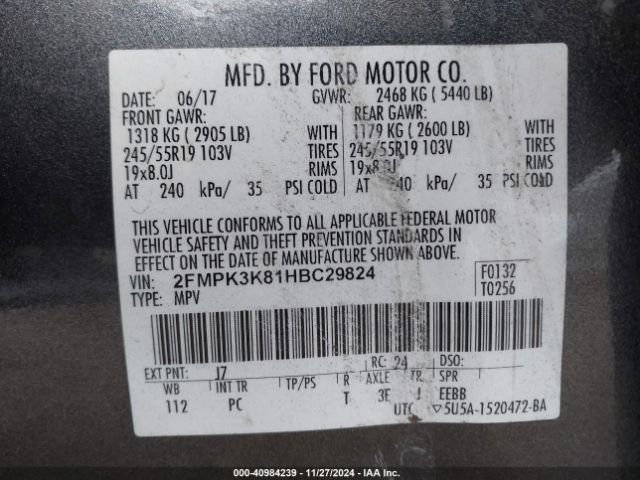 MFD. BY FORD MOTOR CO.
DATE: 06/17 GVWR: 2468 KG ( 5440 LB)
FRONT GAWR: REAR GAWR:
1318 KG ( 2905 LB) WITH 1179 KG ( 2600 LB) WITH
245/55R19 103V TIRES 245/55R19 103V TIRES
19x8.0J RIMS 19x8.0J RIMS
AT 240 kPa/ 35 PSI COLD AT 240 kPa/ 35 PSI COLD
THIS VEHICLE CONFORMS TO ALL APPLICABLE FEDERAL MOTOR
VEHICLE SAFETY AND THEFT PREVENTION STANDARDS IN
EFFECT ON THE DATE OF MANUFACTURE SHOWN ABOVE.
VIN: 2FMPK3K81HBC29824 F0132
TYPE: MPV T0256
EXT PNT: J7 RC: 24 DSO:
WB INT TR TP/PS R AXLE TR SPR
112 PC T 3E J EEBB
UTC ▽5U5A-1520472-BA
000-40984239 - 11/27/2024 - IAA Inc.